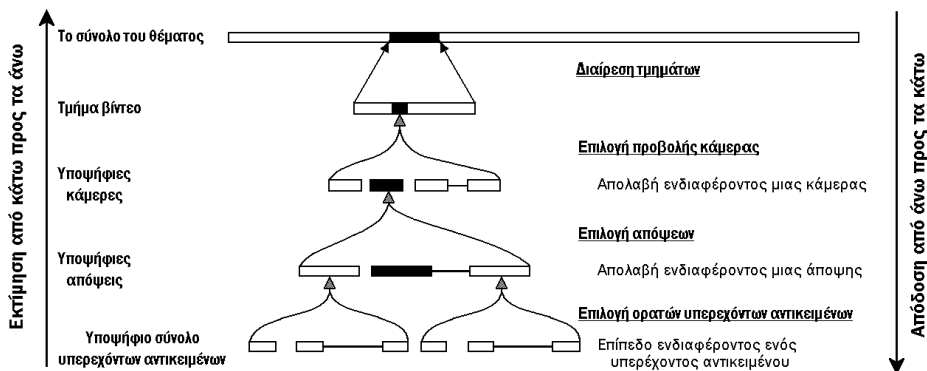 Εκτίμηση από κάτω προς τα άνω
Το σύνολο του θέματος
Διαίρεση τμημάτων
Τμήμα βίντεο
Επιλογή προβολής κάμερας
Υποψήφιες
κάμερες
Απολαβή ενδιαφέροντος μιας κάμερας
Επιλογή απόψεων
Υποψήφιες
απόψεις
Απολαβή ενδιαφέροντος μιας άποψης
Επιλογή ορατών υπερεχόντων αντικειμένων
Υποψήφιο σύνολο
υπερεχόντων αντικειμένων
Επίπεδο ενδιαφέροντος ενός
υπερέχοντος αντικειμένου
Απόδοση από άνω προς τα κάτω